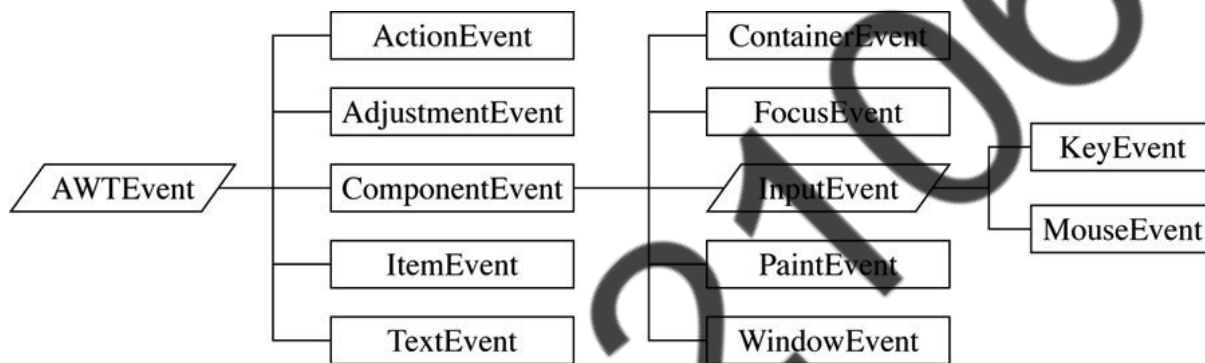 ActionEvent
ContainerEvent
AdjustmentEvent
FocusEvent
KeyEvent
AWTEvent
ComponentEvent
InputEvent
MouseEvent
ItemEvent
PaintEvent
TextEvent
WindowEvent